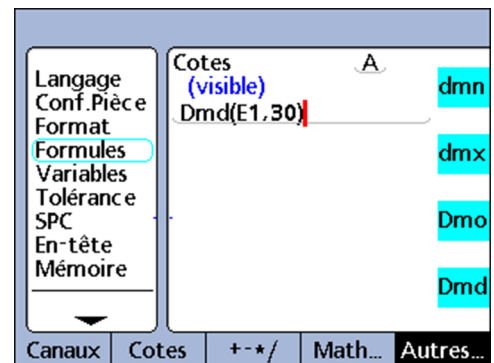 Langage
Conf.Pièce
Format
Formules
Variables
Tolérance
SPC
En-tête
Mémoire
Cotes A
(visible)
Dmd(E1,30)
dmn
dmx
Dmo
Dmd
Canaux Cotes +-*/ Math... Autres...